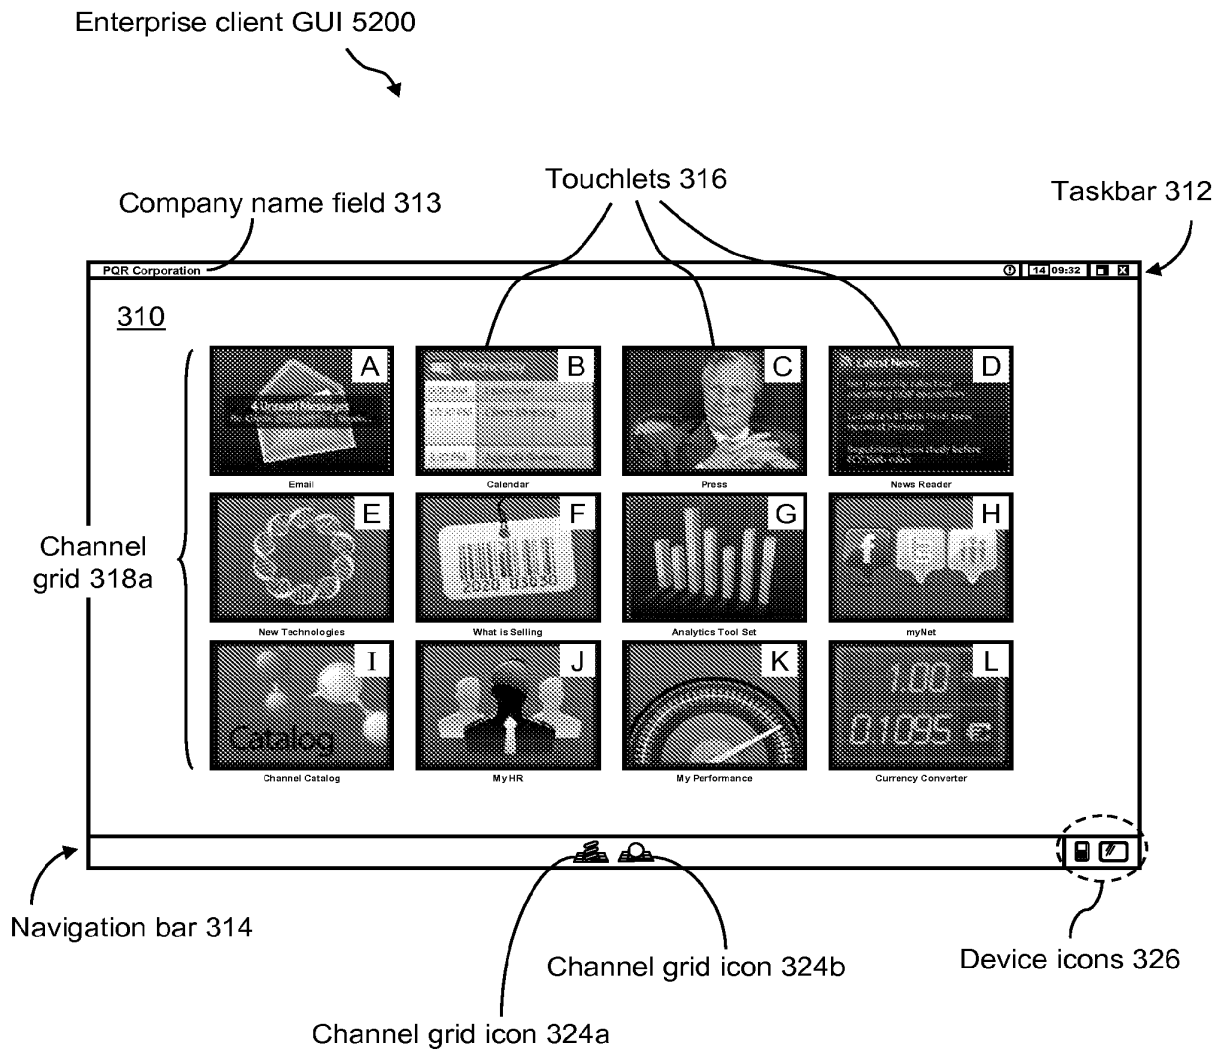 Enterprise client GUI 5200
Touchlets 316
Taskbar 312
Company name field 313
PQR Corporation
14 09:32
310
A
B
C
D
4 Unread Messages
Email
Calendar
Press
News Reader
E
F
G
H
f
Channel
grid 318a
New Technologies
What is Selling
Analytics Tool Set
myNet
I
J
K
L
1.00
01095
Catalog
Channel Catalog
My HR
My Performance
Currency Converter
Navigation bar 314
Channel grid icon 324b
Device icons 326
Channel grid icon 324a